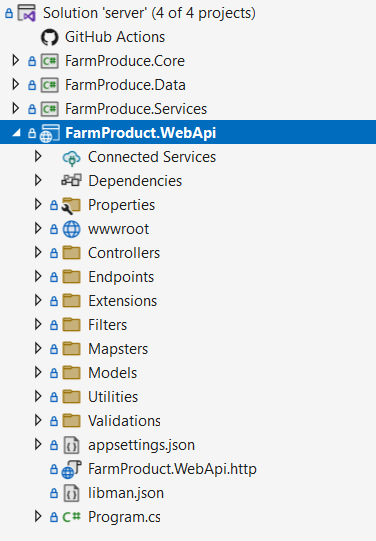 Solution 'server' (4 of 4 projects)
GitHub Actions
C# FarmProduce.Core
C# FarmProduce.Data
C# FarmProduce.Services
FarmProduct.WebApi
Connected Services
Dependencies
Properties
wwwroot
Controllers
Endpoints
Extensions
Filters
Mapsters
Models
Utilities
Validations
appsettings.json
FarmProduct.WebApi.http
libman.json
C# Program.cs